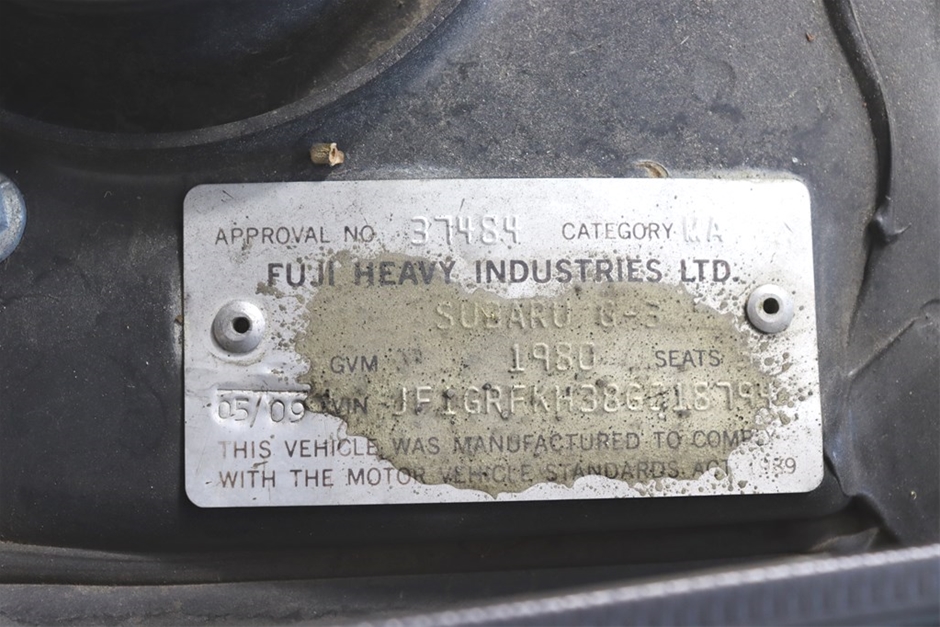 APPROVAL NO. 37484 CATEGORY MA
FUJI HEAVY INDUSTRIES LTD.
SUBARU G-3
GVM 1980 SEATS
05/09 VIN
THIS VEHICLE WAS MANUFACTURED TO COMPLY
WITH THE MOTOR VEHICLE STANDARDS ACT 1989